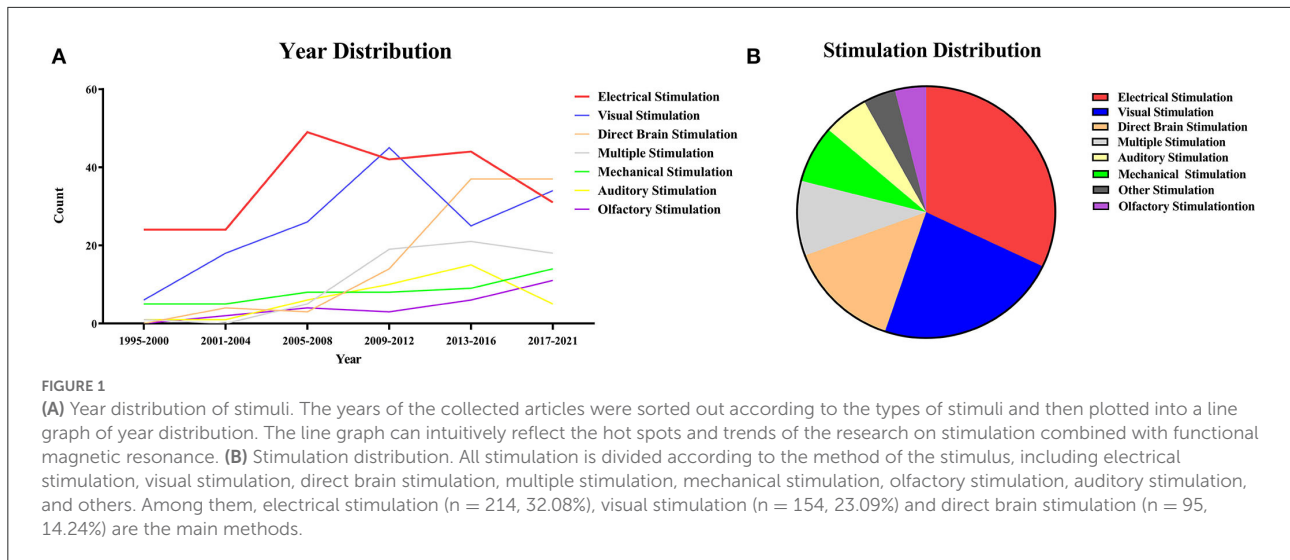 A
Year Distribution
60
40
20
0
Count
1995-2000
2001-2004
2005-2008
2009-2012
2013-2016
2017-2021
Year
Electrical Stimulation
Visual Stimulation
Direct Brain Stimulation
Multiple Stimulation
Mechanical Stimulation
Auditory Stimulation
Olfactory Stimulation
B
Stimulation Distribution
Electrical Stimulation
Visual Stimulation
Direct Brain Stimulation
Multiple Stimulation
Auditory Stimulation
Mechanical Stimulation
Other Stimulation
Olfactory Stimulationtion
FIGURE 1
(A) Year distribution of stimuli. The years of the collected articles were sorted out according to the types of stimuli and then plotted into a line
graph of year distribution. The line graph can intuitively reflect the hot spots and trends of the research on stimulation combined with functional
magnetic resonance. (B) Stimulation distribution. All stimulation is divided according to the method of the stimulus, including electrical
stimulation, visual stimulation, direct brain stimulation, multiple stimulation, mechanical stimulation, olfactory stimulation, auditory stimulation,
and others. Among them, electrical stimulation (n = 214, 32.08%), visual stimulation (n = 154, 23.09%) and direct brain stimulation (n = 95,
14.24%) are the main methods.